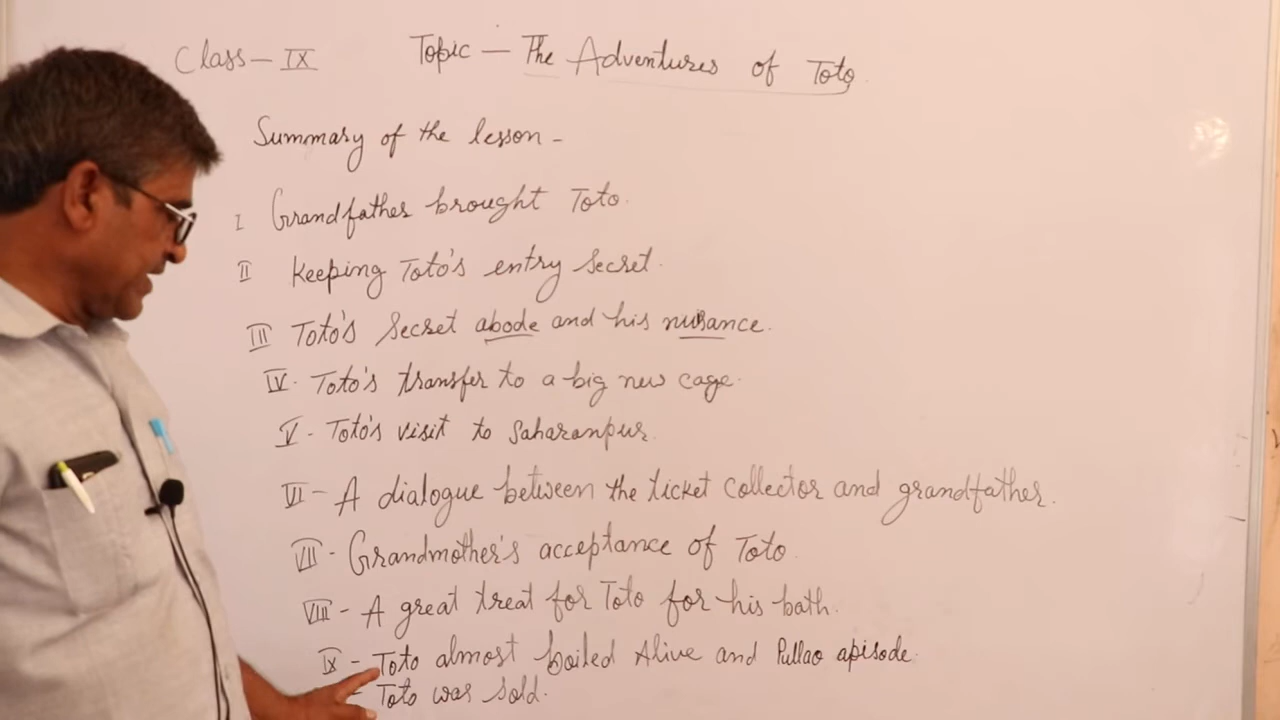 Class - IX Topic - The Adventures of Toto
Summary of the lesson -
I Grandfather brought Toto.
II Keeping Toto's entry secret.
III Toto's secret abode and his nuisance.
IV. Toto's transfer to a big new cage.
V - Toto's visit to Saharanpur.
VI - A dialogue between the ticket collector and grandfather.
VII - Grandmother's acceptance of Toto.
VIII - A great treat for Toto for his bath.
IX - Toto almost boiled Alive and Pullao apisode.
- Toto was sold.